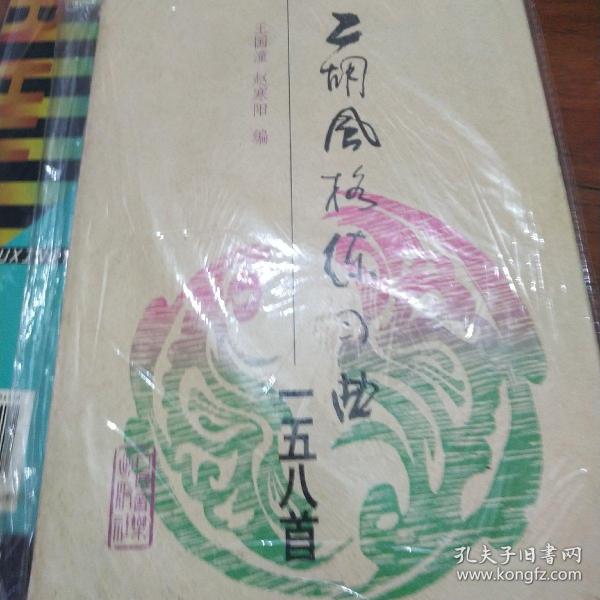 二胡风格练习曲
一五八首
王国潼 赵寒阳 编
孔夫子旧书网
www.kongfz.com